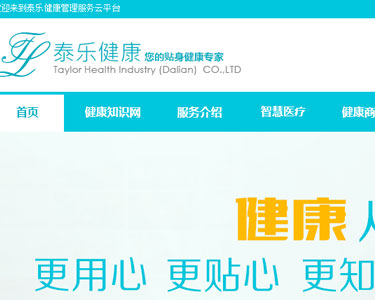 迎来到泰乐健康管理服务云平台
泰乐健康 您的贴身健康专家
Taylor Health Industry (Dalian) CO.,LTD
首页 健康知识网 服务介绍 智慧医疗 健康商
健康
更用心 更贴心 更知